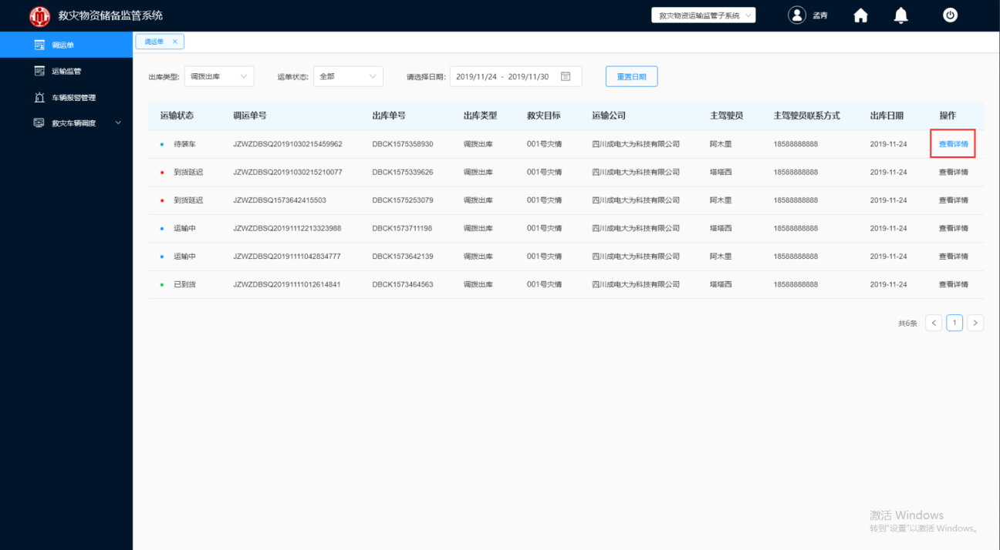 救灾物资储备监管系统 救灾物资运输监管子系统 孟青
调运单
运输监管
车辆报警管理
救灾车辆调度
调运单 ×
出库类型: 调拨出库 运单状态: 全部 请选择日期: 2019/11/24 - 2019/11/30 重置日期
运输状态 调运单号 出库单号 出库类型 救灾目标 运输公司 主驾驶员 主驾驶员联系方式 出库日期 操作
待装车 JZWZDBSQ20191030215459962 DBCK1575358930 调拨出库 001号灾情 四川成电大为科技有限公司 阿木里 18588888888 2019-11-24 查看详情
到货延迟 JZWZDBSQ20191030215210077 DBCK1575339626 调拨出库 001号灾情 四川成电大为科技有限公司 塔塔西 18588888888 2019-11-24 查看详情
到货延迟 JZWZDBSQ1573642415503 DBCK1575253079 调拨出库 001号灾情 四川成电大为科技有限公司 阿木里 18588888888 2019-11-24 查看详情
运输中 JZWZDBSQ20191112213323988 DBCK1573711198 调拨出库 001号灾情 四川成电大为科技有限公司 塔塔西 18588888888 2019-11-24 查看详情
运输中 JZWZDBSQ20191111042834777 DBCK1573642139 调拨出库 001号灾情 四川成电大为科技有限公司 阿木里 18588888888 2019-11-24 查看详情
已到货 JZWZDBSQ20191111012614841 DBCK1573464563 调拨出库 001号灾情 四川成电大为科技有限公司 塔塔西 18588888888 2019-11-24 查看详情
共6条 < 1 >
激活 Windows
转到"设置"以激活 Windows。